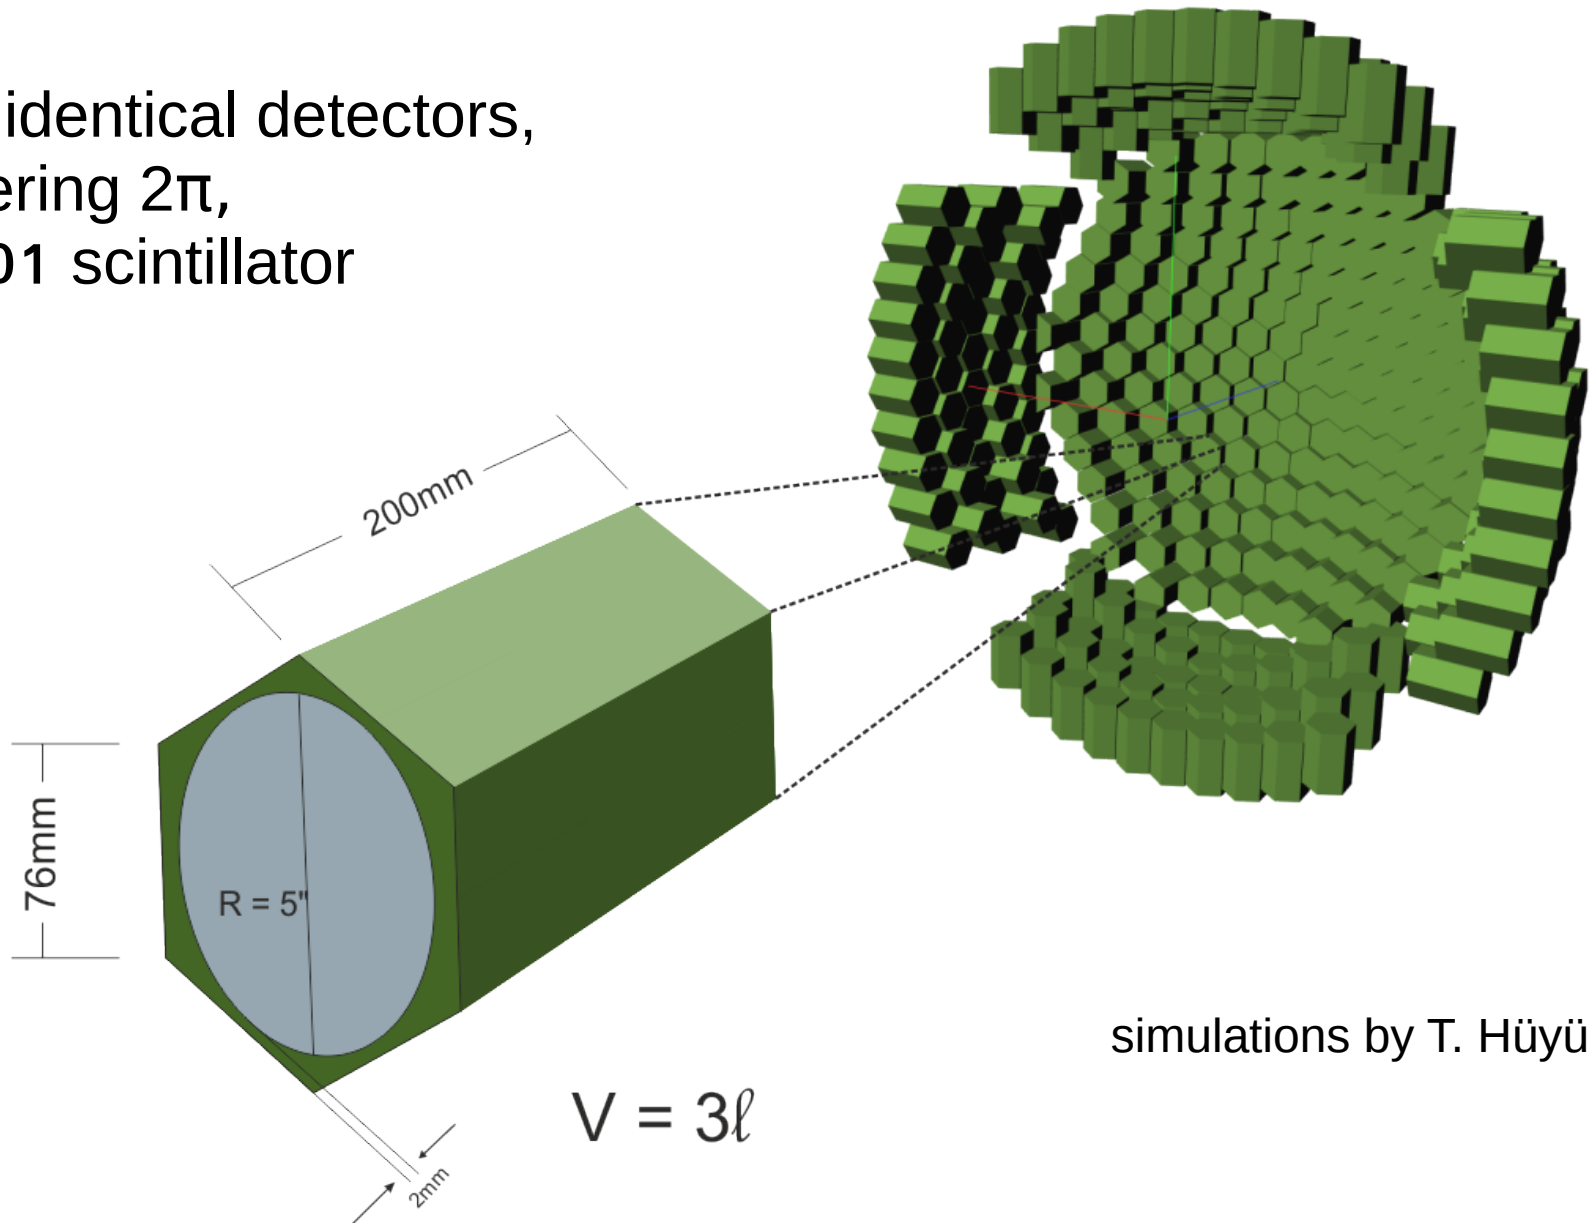 identical detectors,
ering 2π,
01 scintillator
200mm
76mm
R = 5"
V = 3ℓ
2mm
simulations by T. Hüyü